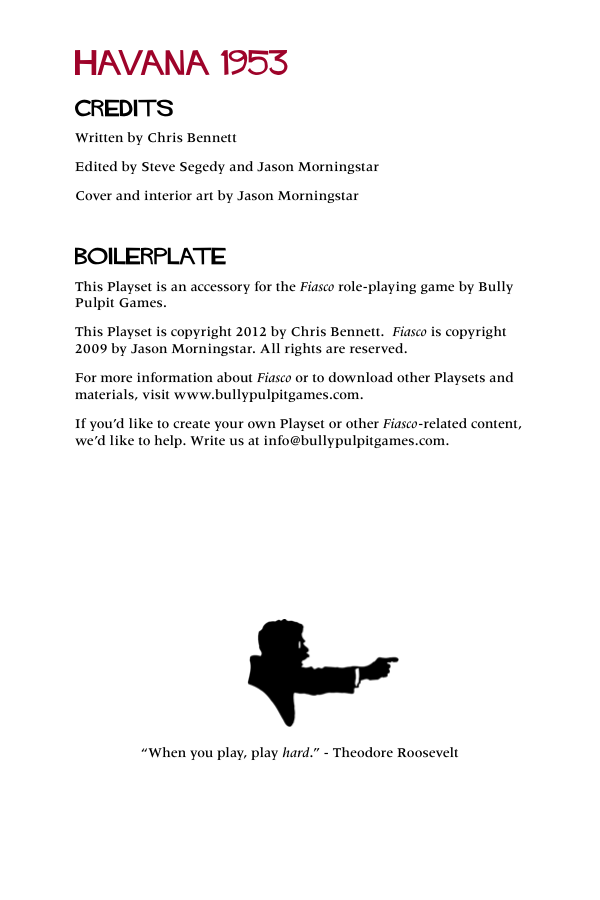 HAVANA 1953
CREDITS
Written by Chris Bennett
Edited by Steve Segedy and Jason Morningstar
Cover and interior art by Jason Morningstar
BOILERPLATE
This Playset is an accessory for the Fiasco role-playing game by Bully
Pulpit Games.
This Playset is copyright 2012 by Chris Bennett.  Fiasco is copyright
2009 by Jason Morningstar. All rights are reserved.
For more information about Fiasco or to download other Playsets and
materials, visit www.bullypulpitgames.com.
If you’d like to create your own Playset or other Fiasco-related content,
we’d like to help. Write us at info@bullypulpitgames.com.
“When you play, play hard.” - Theodore Roosevelt